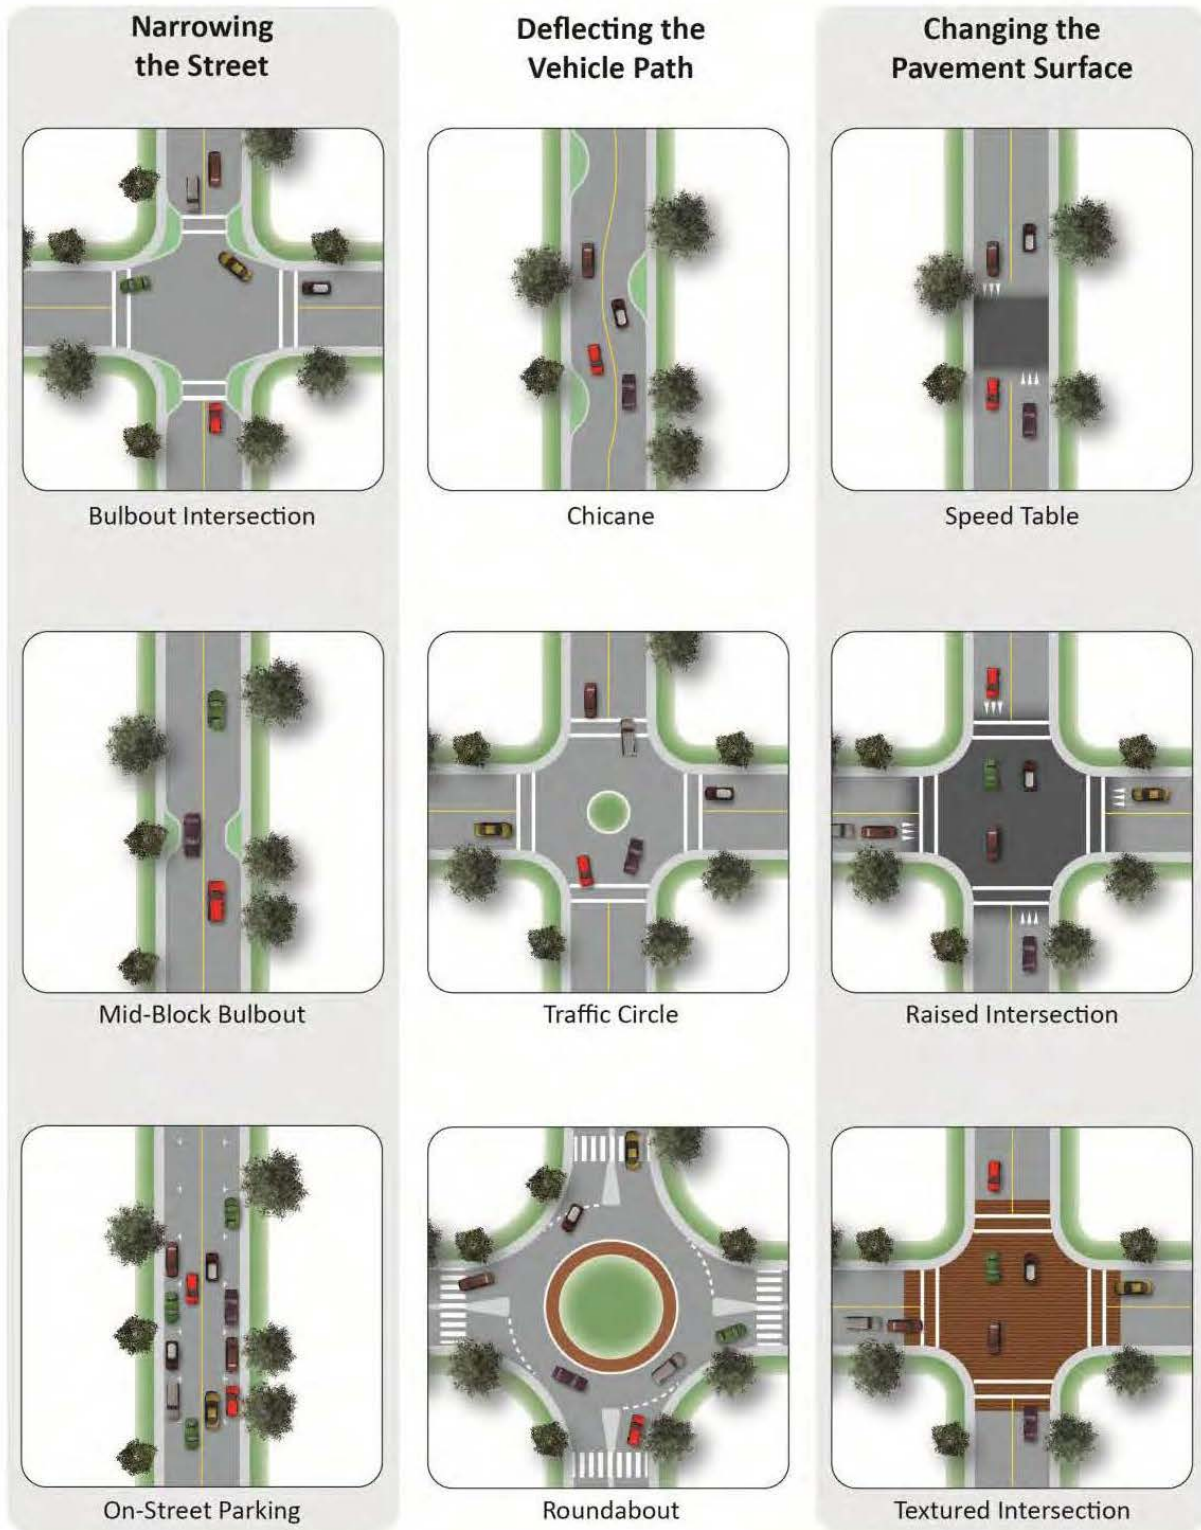 Narrowing
the Street
Deflecting the
Vehicle Path
Changing the
Pavement Surface
Bulbout Intersection
Chicane
Speed Table
Mid-Block Bulbout
Traffic Circle
Raised Intersection
On-Street Parking
Roundabout
Textured Intersection